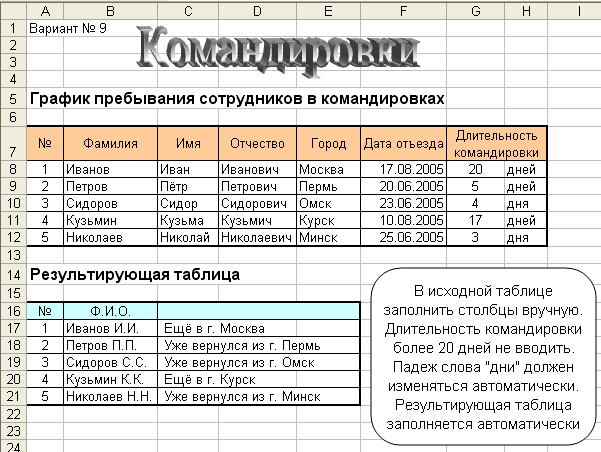 A B C D E F G H I
1 Вариант № 9
2 Командировки
3
4
5 График пребывания сотрудников в командировках
6
7 № Фамилия Имя Отчество Город Дата отъезда Длительность командировки
8 1 Иванов Иван Иванович Москва 17.08.2005 20 дней
9 2 Петров Пётр Петрович Пермь 20.06.2005 5 дней
10 3 Сидоров Сидор Сидорович Омск 23.06.2005 4 дня
11 4 Кузьмин Кузьма Кузьмич Курск 10.08.2005 17 дней
12 5 Николаев Николай Николаевич Минск 25.06.2005 3 дня
13
14 Результирующая таблица
15
16 № Ф.И.О.
17 1 Иванов И.И. Ещё в г. Москва
18 2 Петров П.П. Уже вернулся из г. Пермь
19 3 Сидоров С.С. Уже вернулся из г. Омск
20 4 Кузьмин К.К. Ещё в г. Курск
21 5 Николаев Н.Н. Уже вернулся из г. Минск
22
23
24
В исходной таблице
заполнить столбцы вручную.
Длительность командировки
более 20 дней не вводить.
Падеж слова "дни" должен
изменяться автоматически.
Результирующая таблица
заполняется автоматически